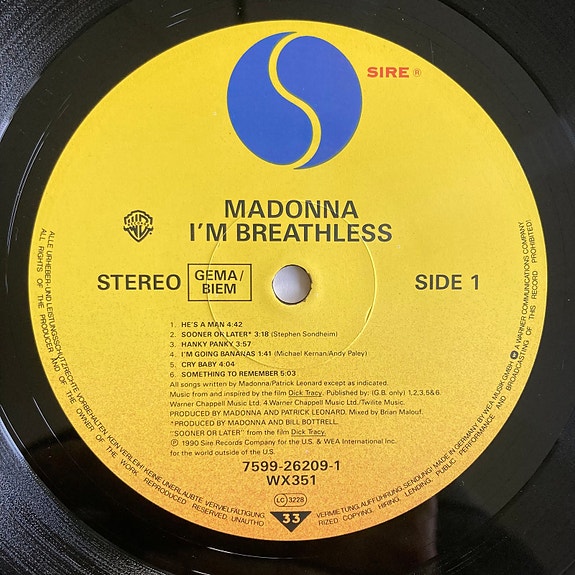 SIRE ®
MADONNA
I'M BREATHLESS
STEREO
GEMA/
BIEM
SIDE 1
1. HE'S A MAN 4:42
2. SOONER OR LATER* 3:18 (Stephen Sondheim)
3. HANKY PANKY 3:57
4. I'M GOING BANANAS 1:41 (Michael Kernan/Andy Paley)
5. CRY BABY 4:04
6. SOMETHING TO REMEMBER 5:03
All songs written by Madonna/Patrick Leonard except as indicated.
Music from and inspired by the film Dick Tracy. Published by: (G.B. only) 1,2,3,5&6.
Warner Chappell Music Ltd. 4 Warner Chappell Music Ltd./Twilite Music.
PRODUCED BY MADONNA AND PATRICK LEONARD. Mixed by Brian Malouf.
*PRODUCED BY MADONNA AND BILL BOTTRELL.
"SOONER OR LATER" from the film Dick Tracy.
℗ 1990 Sire Records Company for the U.S. & WEA International Inc.
for the world outside of the U.S.
7599-26209-1
WX351
LC 3228
33
ALLE URHEBER- UND LEISTUNGSSCHUTZRECHTE VORBEHALTEN. KEIN VERLEIH! KEINE UNERLAUBTE VERVIELFÄLTIGUNG, VERMIETUNG, AUFFÜHRUNG, SENDUNG! MADE IN GERMANY BY WEA MUSIK GMBH A WARNER COMMUNICATIONS COMPANY
ALL RIGHTS OF THE PRODUCER AND OF THE OWNER OF THE WORK REPRODUCED RESERVED. UNAUTHORIZED COPYING, HIRING, LENDING, PUBLIC PERFORMANCE AND BROADCASTING OF THIS RECORD PROHIBITED!